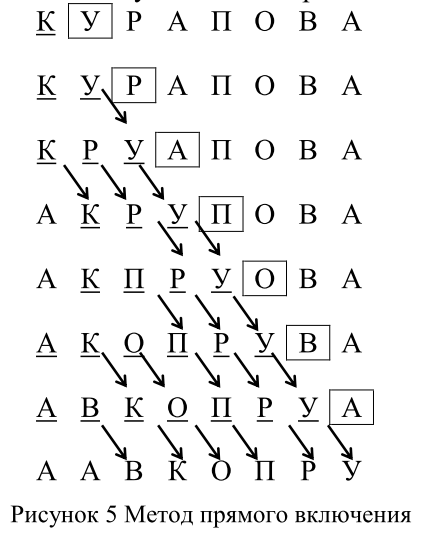 К У Р А П О В А
К У Р А П О В А
К Р У А П О В А
А К Р У П О В А
А К П Р У О В А
А К О П Р У В А
А В К О П Р У А
А А В К О П Р У
Рисунок 5 Метод прямого включения